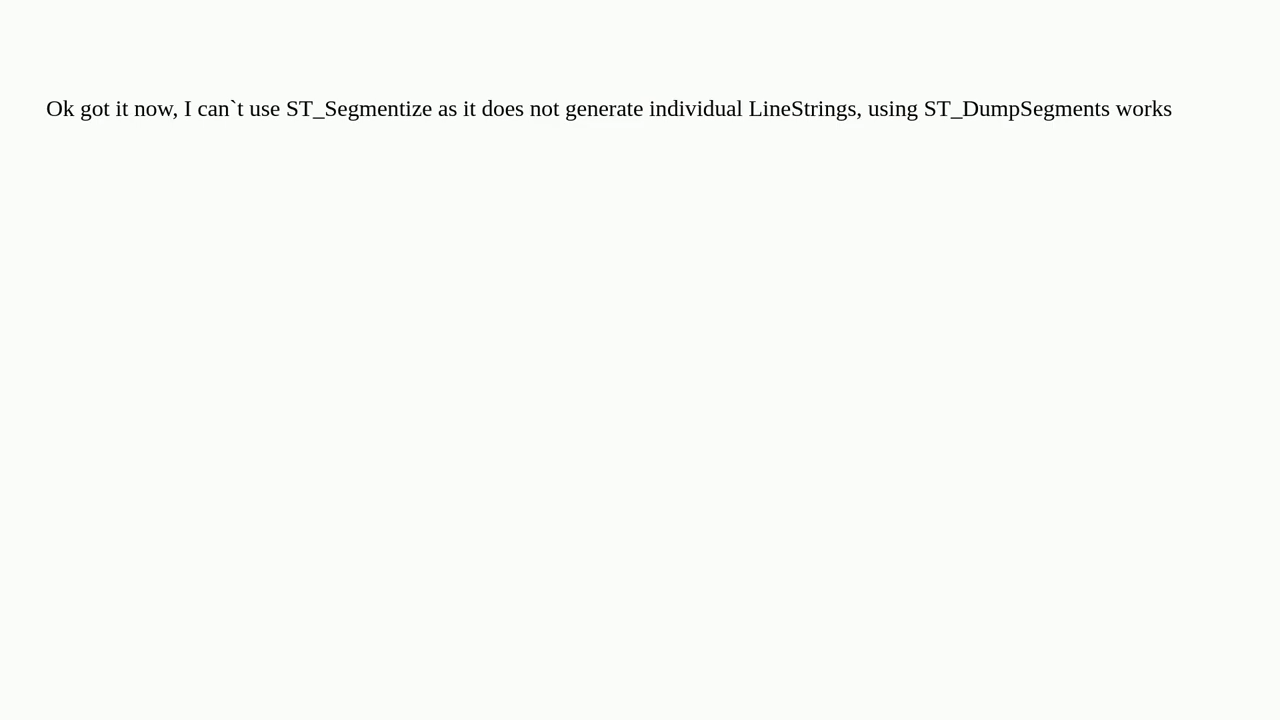 Ok got it now, I can`t use ST_Segmentize as it does not generate individual LineStrings, using ST_DumpSegments works